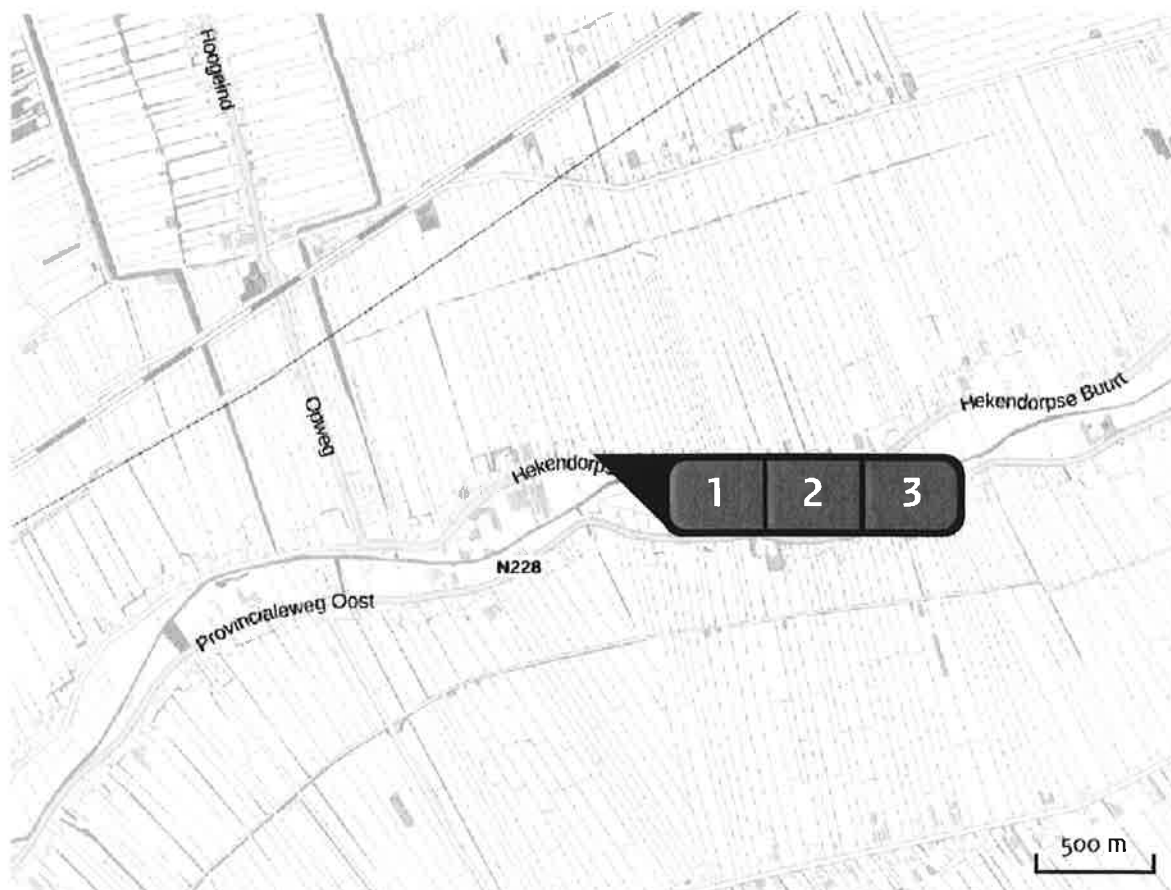 Hoogeind
Opweg
Hekendorpse Buurt
Hekendorps
1
2
3
N228
Provincialeweg Oost
500 m